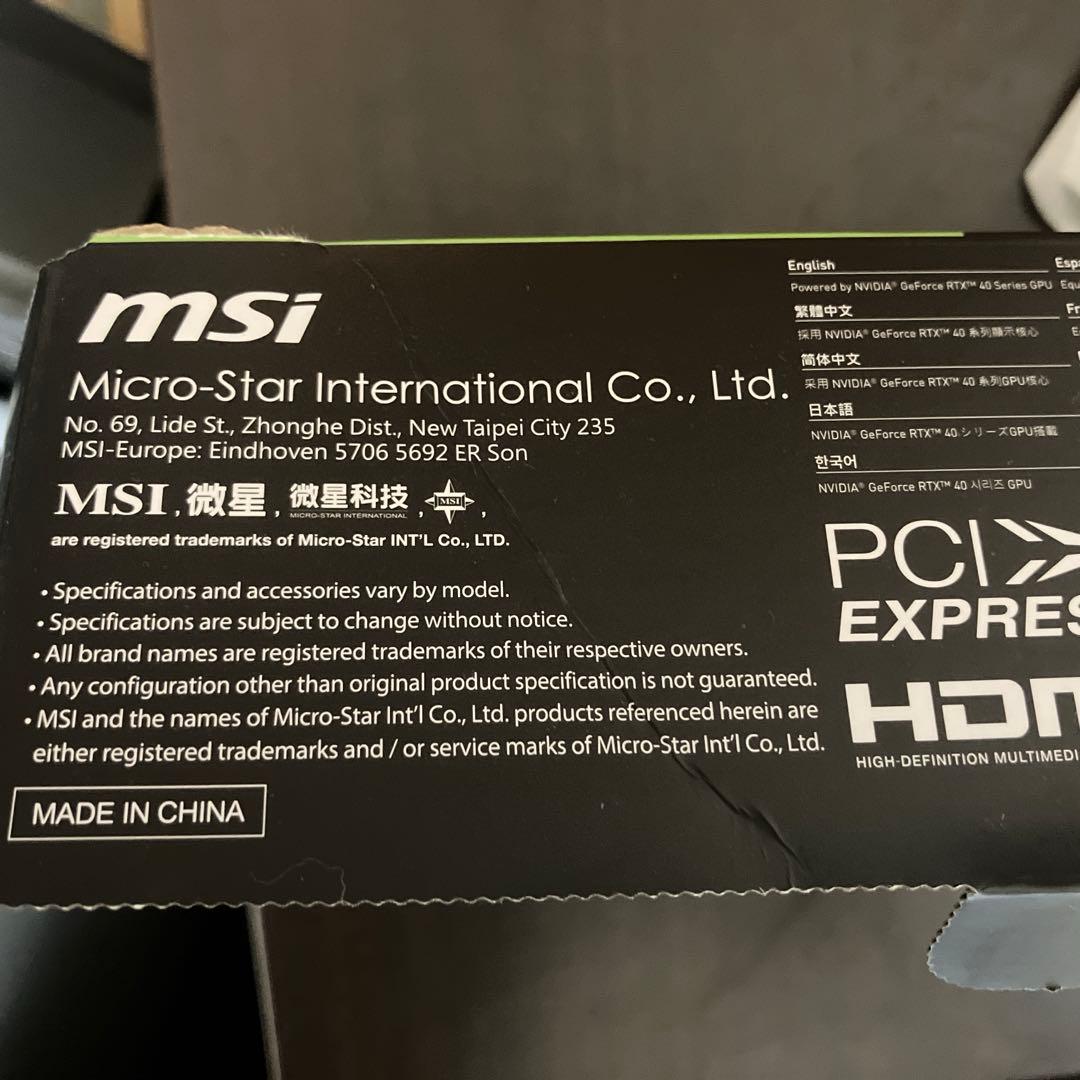 msi
Micro-Star International Co., Ltd.
No. 69, Lide St., Zhonghe Dist., New Taipei City 235
MSI-Europe: Eindhoven 5706 5692 ER Son
MSI, 微星, 微星科技, MSI,
MICRO-STAR INTERNATIONAL
are registered trademarks of Micro-Star INT'L Co., LTD.
• Specifications and accessories vary by model.
• Specifications are subject to change without notice.
• All brand names are registered trademarks of their respective owners.
• Any configuration other than original product specification is not guaranteed.
• MSI and the names of Micro-Star Int'l Co., Ltd. products referenced herein are
either registered trademarks and / or service marks of Micro-Star Int'l Co., Ltd.
MADE IN CHINA
English
Powered by NVIDIA® GeForce RTX™ 40 Series GPU
繁體中文
採用 NVIDIA® GeForce RTX™ 40 系列顯示核心
简体中文
采用 NVIDIA® GeForce RTX™ 40 系列GPU核心
日本語
NVIDIA® GeForce RTX™ 40 シリーズGPU搭載
한국어
NVIDIA® GeForce RTX™ 40 시리즈 GPU
PCI
EXPRES
HDM
HIGH-DEFINITION MULTIMEDI
Esp
Equ
Fr